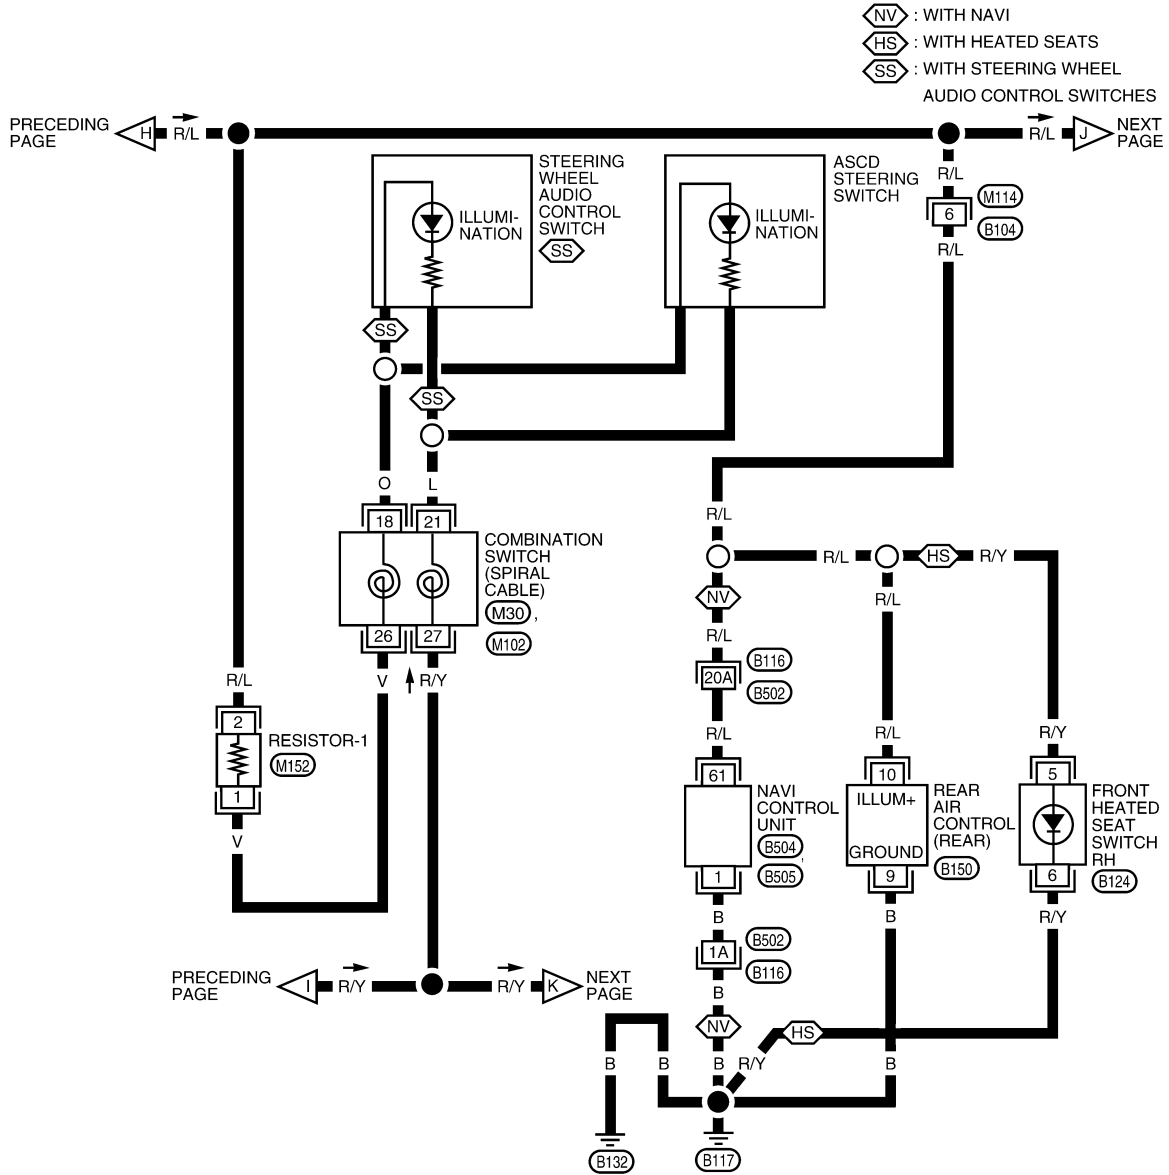 NV : WITH NAVI
HS : WITH HEATED SEATS
SS : WITH STEERING WHEEL
AUDIO CONTROL SWITCHES
PRECEDING
PAGE
H
R/L
R/L
J
NEXT
PAGE
STEERING
WHEEL
AUDIO
CONTROL
SWITCH
SS
ILLUMI-
NATION
ASCD
STEERING
SWITCH
ILLUMI-
NATION
R/L
6
M114
B104
R/L
SS
SS
O
L
18
21
COMBINATION
SWITCH
(SPIRAL
CABLE)
M30 ,
M102
26
27
V
R/Y
R/L
2
RESISTOR-1
M152
1
V
R/L
R/L
HS
R/Y
NV
R/L
R/L
20A
B116
B502
R/L
R/L
R/Y
61
NAVI
CONTROL
UNIT
B504 ,
B505
1
10
ILLUM+
GROUND
9
REAR
AIR
CONTROL
(REAR)
B150
5
FRONT
HEATED
SEAT
SWITCH
RH
B124
6
B
B
R/Y
1A
B502
B116
B
PRECEDING
PAGE
I
R/Y
R/Y
K
NEXT
PAGE
NV
HS
B
B
B
R/Y
B
B132
B117